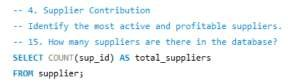 -- 4. Supplier Contribution
-- Identify the most active and profitable suppliers.
-- 15. How many suppliers are there in the database?
SELECT COUNT(sup_id) AS total_suppliers
FROM supplier;